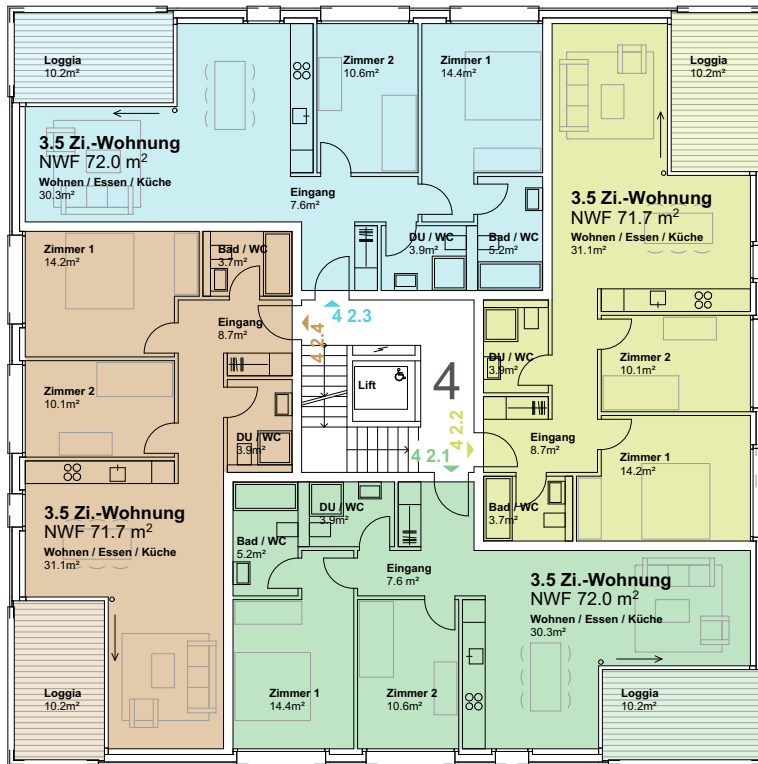 Loggia
10.2m²
3.5 Zi.-Wohnung
NWF 72.0 m²
Wohnen / Essen / Küche
30.3m²
Zimmer 2
10.6m²
Zimmer 1
14.4m²
Eingang
7.6m²
DU / WC
3.9m²
Bad / WC
5.2m²
Loggia
10.2m²
3.5 Zi.-Wohnung
NWF 71.7 m²
Wohnen / Essen / Küche
31.1m²
DU / WC
3.9m²
Zimmer 2
10.1m²
Eingang
8.7m²
Zimmer 1
14.2m²
Bad / WC
3.7m²
Zimmer 1
14.2m²
Bad / WC
3.7m²
Eingang
8.7m²
Zimmer 2
10.1m²
DU / WC
3.9m²
3.5 Zi.-Wohnung
NWF 71.7 m²
Wohnen / Essen / Küche
31.1m²
Loggia
10.2m²
4 2.3
4 2.4
Lift
4
4 2.2
4 2.1
DU / WC
3.9m²
Bad / WC
5.2m²
Eingang
7.6 m²
3.5 Zi.-Wohnung
NWF 72.0 m²
Wohnen / Essen / Küche
30.3m²
Zimmer 1
14.4m²
Zimmer 2
10.6m²
Loggia
10.2m²